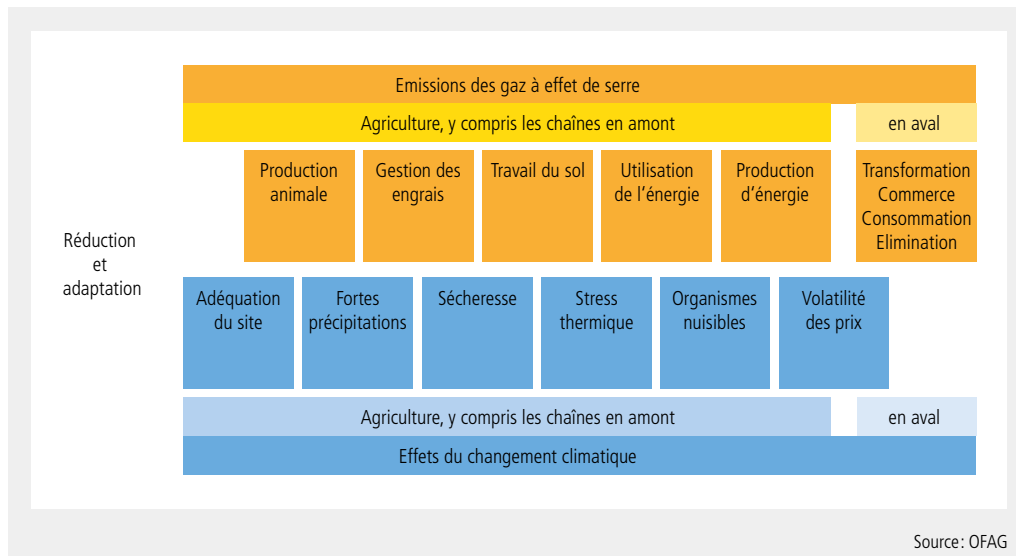 Emissions des gaz à effet de serre
Agriculture, y compris les chaînes en amont
en aval
Production
animale
Gestion des
engrais
Travail du sol
Utilisation
de l'énergie
Production
d'énergie
Transformation
Commerce
Consommation
Elimination
Réduction
et
adaptation
Adéquation
du site
Fortes
précipitations
Sécheresse
Stress
thermique
Organismes
nuisibles
Volatilité
des prix
Agriculture, y compris les chaînes en amont
en aval
Effets du changement climatique
Source: OFAG